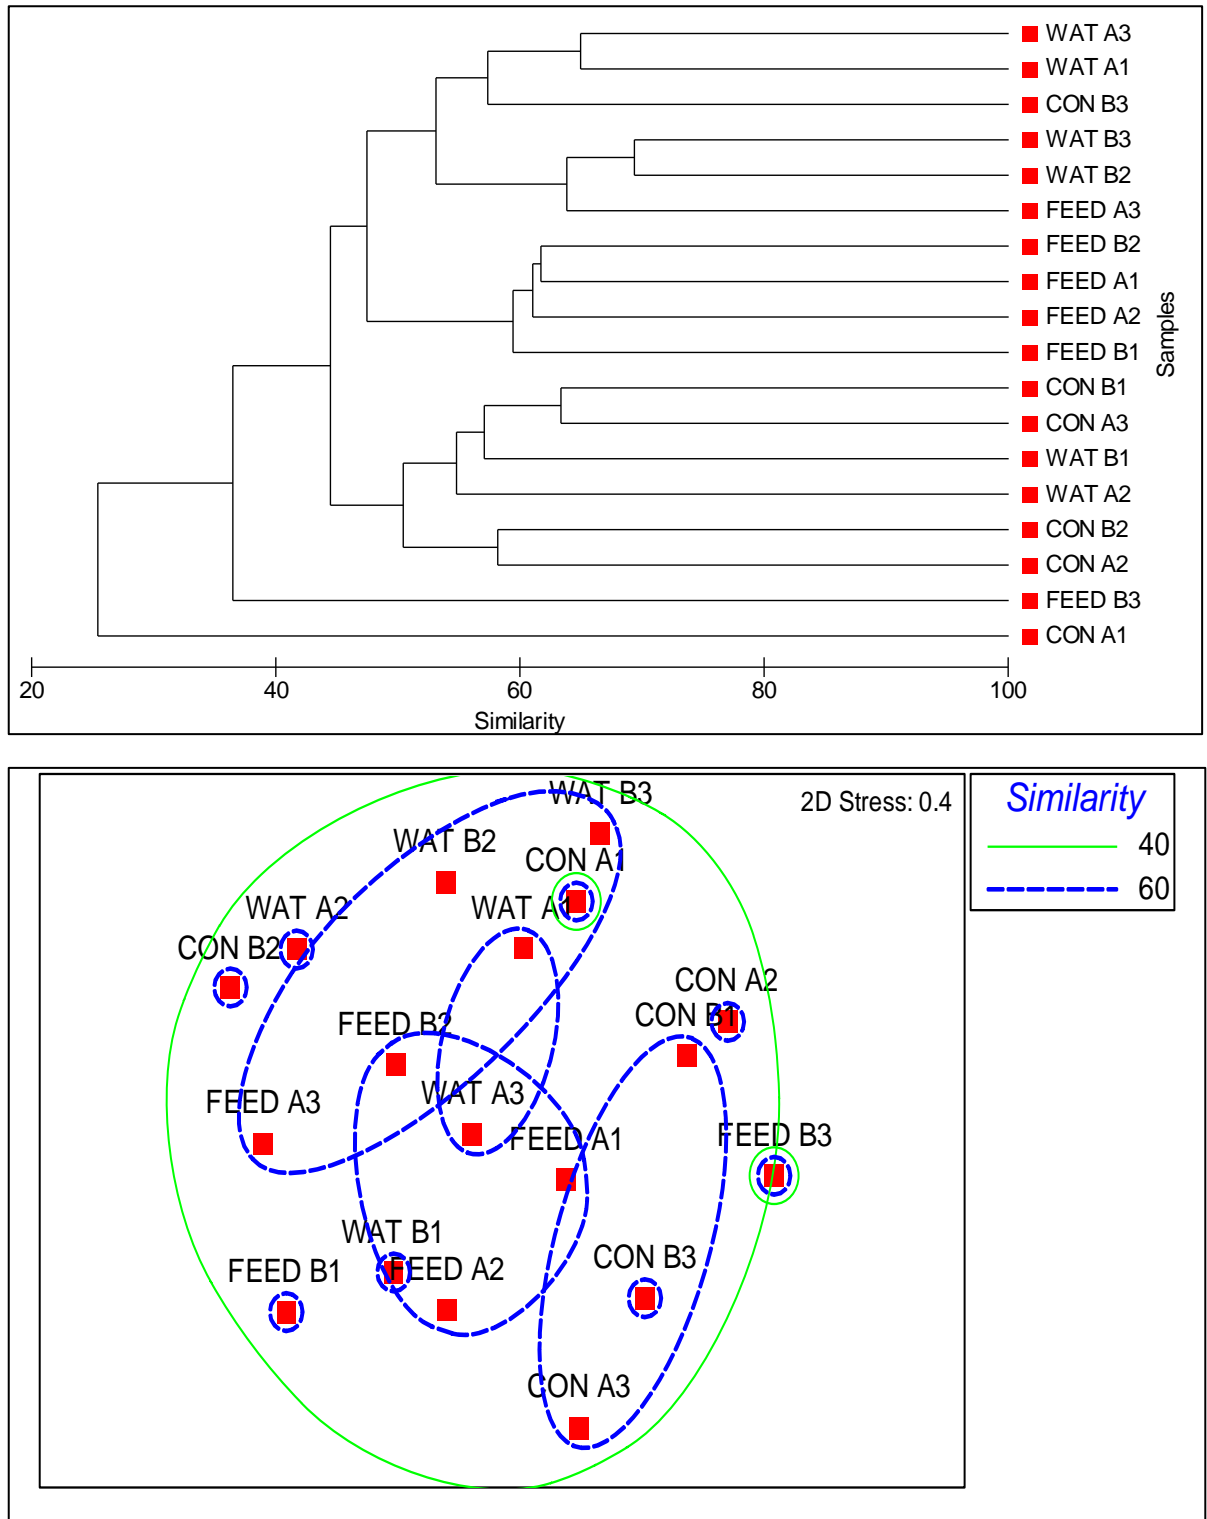 WAT A3
WAT A1
CON B3
WAT B3
WAT B2
FEED A3
FEED B2
FEED A1
FEED A2
FEED B1
CON B1
CON A3
WAT B1
WAT A2
CON B2
CON A2
FEED B3
CON A1
Samples
20 40 60 80 100
Similarity
2D Stress: 0.4
Similarity
40
60
WAT B3
WAT B2
CON A1
WAT A2
WAT A1
CON B2
CON A2
CON B1
FEED B2
WAT A3
FEED A3
FEED A1
FEED B3
WAT B1
FEED B1
FEED A2
CON B3
CON A3